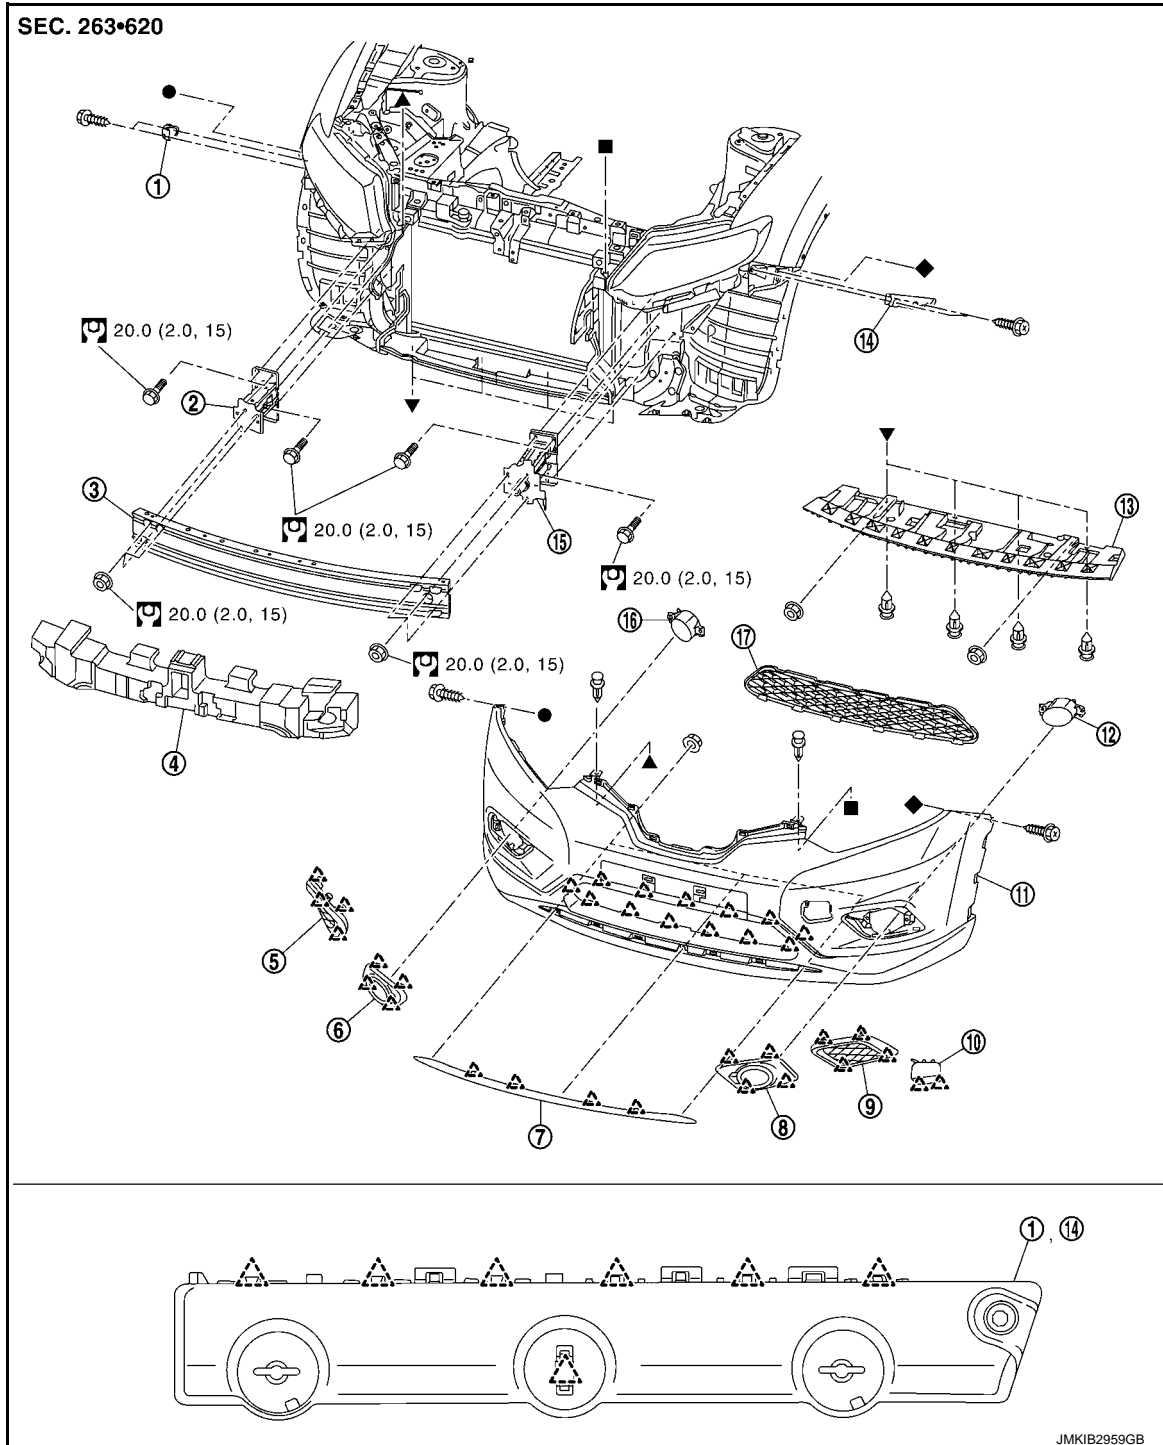 SEC. 263•620
①
20.0 (2.0, 15)
②
③
20.0 (2.0, 15)
20.0 (2.0, 15)
20.0 (2.0, 15)
20.0 (2.0, 15)
④
⑤
⑥
⑦
⑧
⑨
⑩
⑪
⑫
⑬
⑭
⑮
⑯
⑰
①, ⑭
JMKIB2959GB